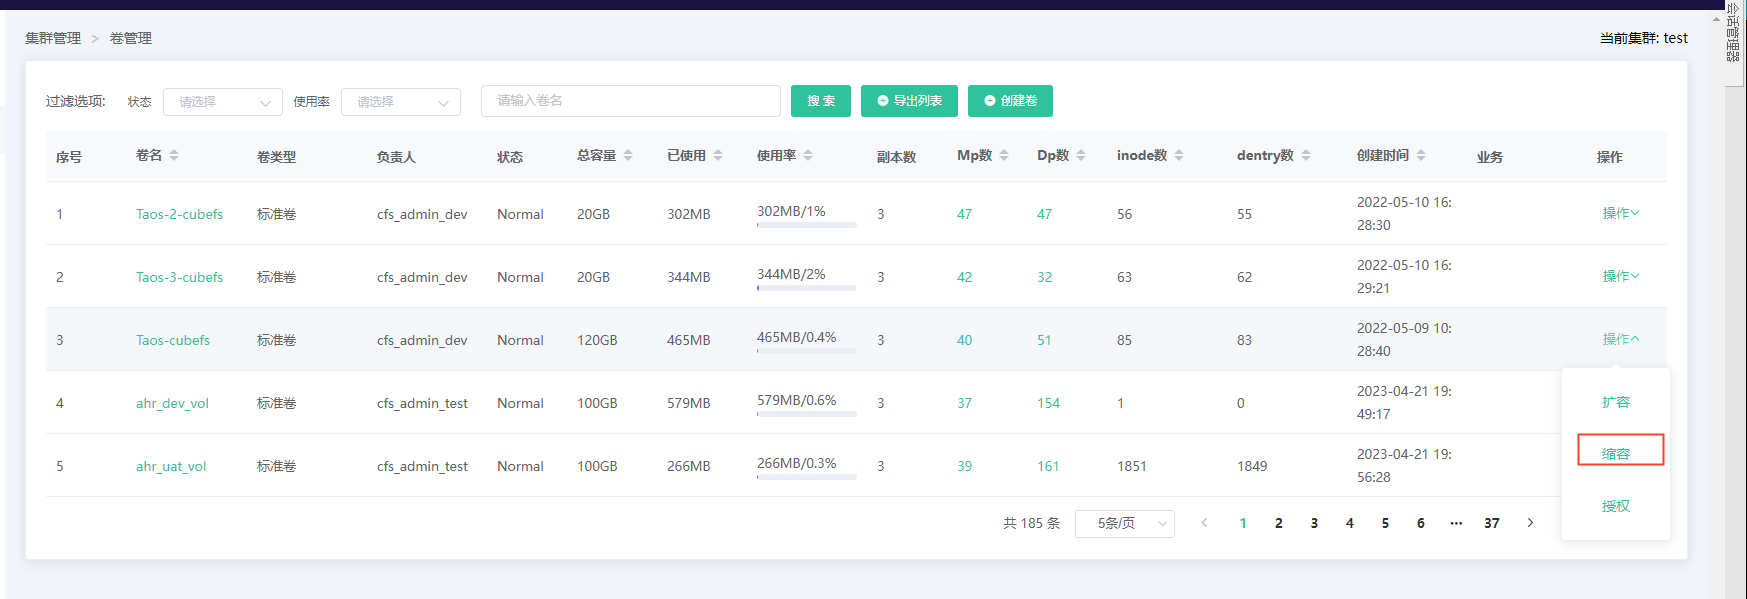 集群管理 > 卷管理
当前集群: test
会话管理器
过滤选项: 状态 请选择 使用率 请选择 请输入卷名 搜 索 导出列表 创建卷
序号 卷名 卷类型 负责人 状态 总容量 已使用 使用率 副本数 Mp数 Dp数 inode数 dentry数 创建时间 业务 操作
1 Taos-2-cubefs 标准卷 cfs_admin_dev Normal 20GB 302MB 302MB/1% 3 47 47 56 55 2022-05-10 16:
28:30 操作
2 Taos-3-cubefs 标准卷 cfs_admin_dev Normal 20GB 344MB 344MB/2% 3 42 32 63 62 2022-05-10 16:
29:21 操作
3 Taos-cubefs 标准卷 cfs_admin_dev Normal 120GB 465MB 465MB/0.4% 3 40 51 85 83 2022-05-09 10:
28:40 操作
4 ahr_dev_vol 标准卷 cfs_admin_test Normal 100GB 579MB 579MB/0.6% 3 37 154 1 0 2023-04-21 19:
49:17
5 ahr_uat_vol 标准卷 cfs_admin_test Normal 100GB 266MB 266MB/0.3% 3 39 161 1851 1849 2023-04-21 19:
56:28
扩容
缩容
授权
共 185 条 5条/页 < 1 2 3 4 5 6 ··· 37 >